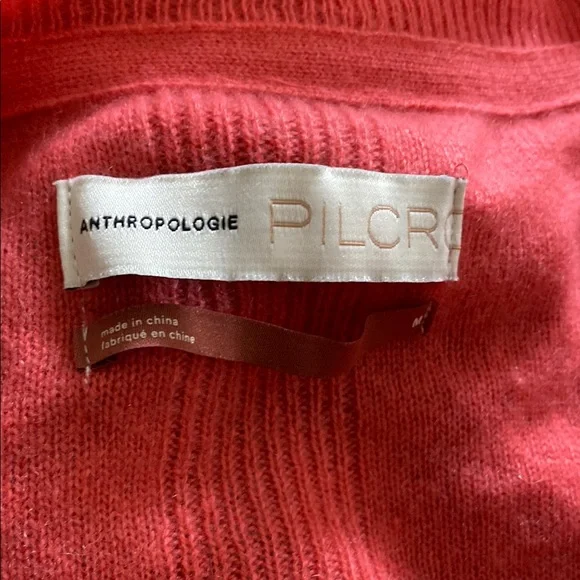 ANTHROPOLOGIE PILCRO
made in china
fabriqué en chine
M